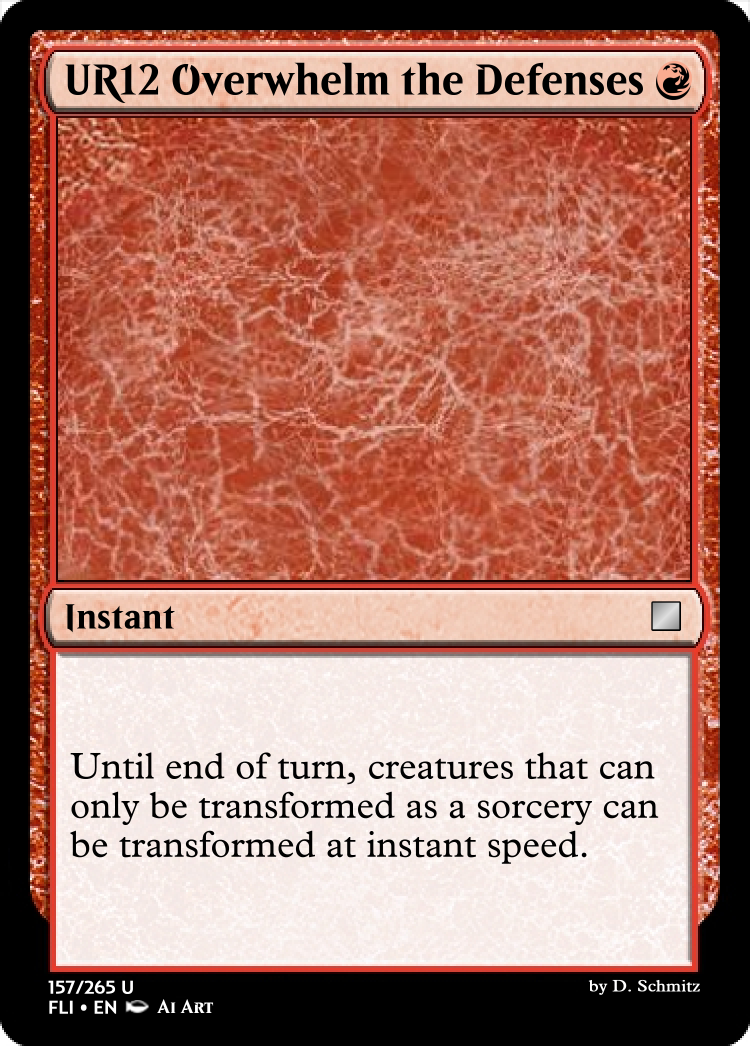 UR12 Overwhelm the Defenses
Instant
Until end of turn, creatures that can
only be transformed as a sorcery can
be transformed at instant speed.
157/265 U
by D. Schmitz
FLI • EN Ai Art